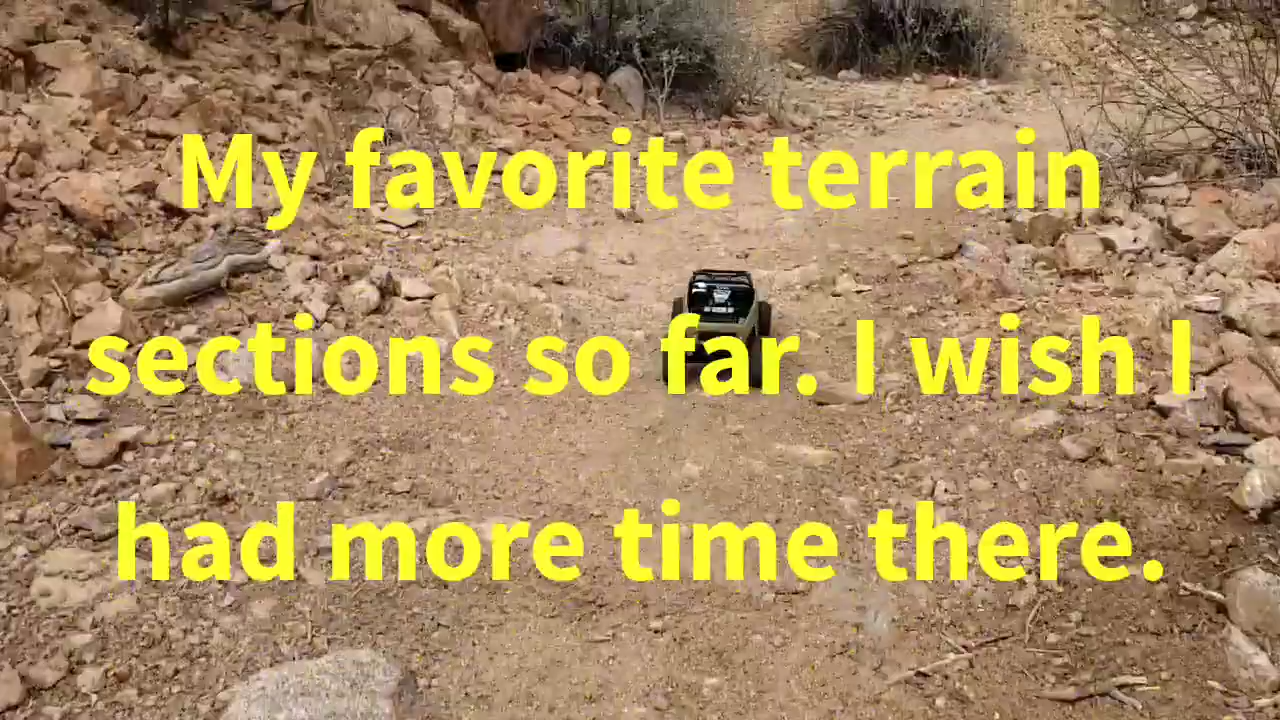 My favorite terrain
sections so far. I wish I
had more time there.